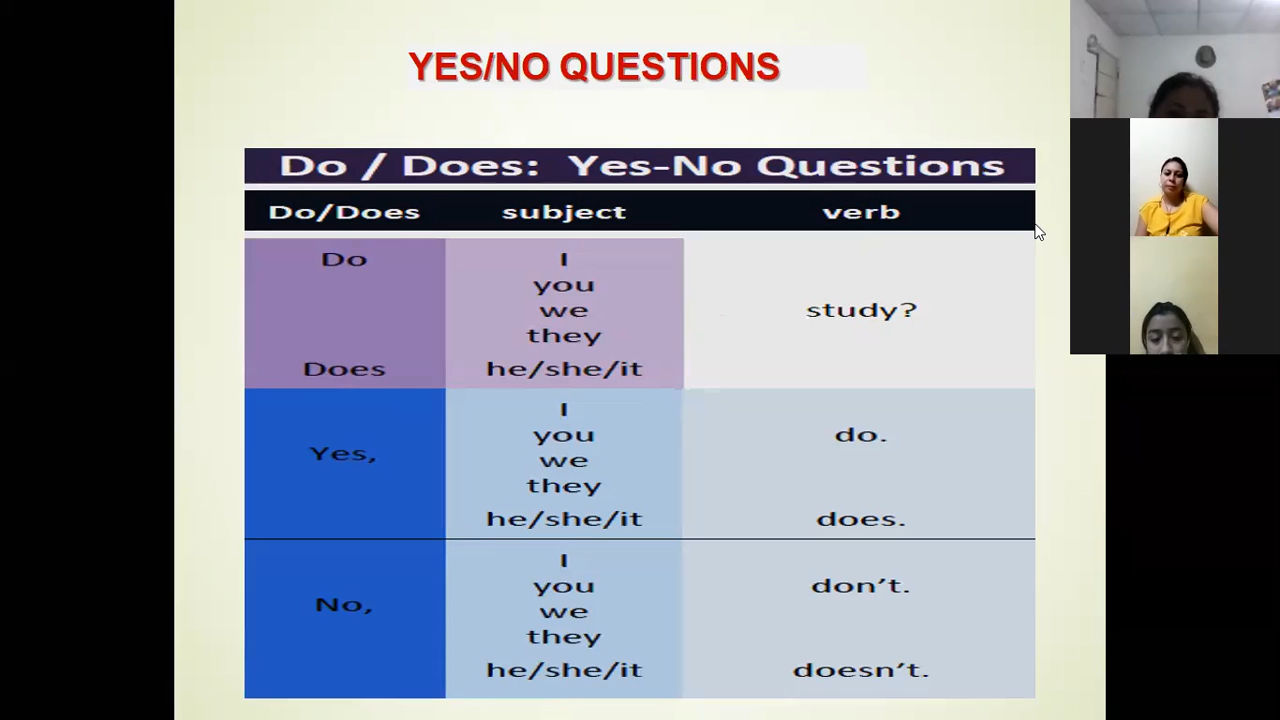 YES/NO QUESTIONS
Do / Does: Yes-No Questions
Do/Does subject verb
Do I
you
we study?
they
Does he/she/it
I
you do.
Yes, we
they
he/she/it does.
I
you don’t.
No, we
they
he/she/it doesn’t.